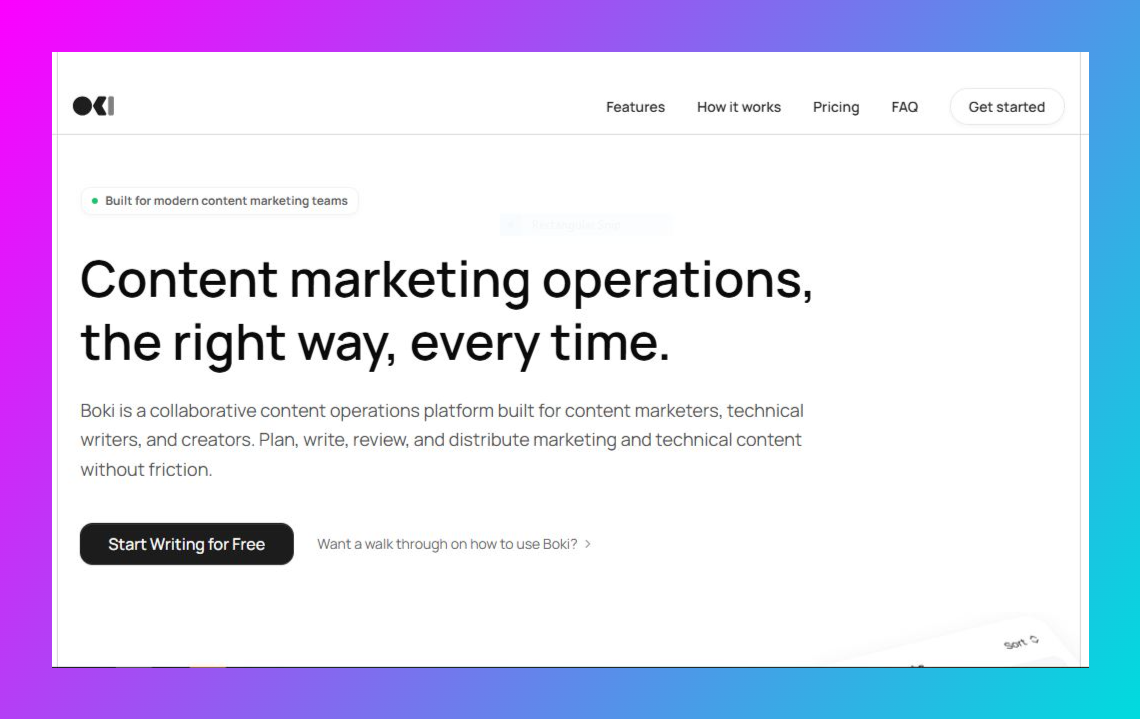 OKI
Features
How it works
Pricing
FAQ
Get started
Built for modern content marketing teams
Content marketing operations,
the right way, every time.
Boki is a collaborative content operations platform built for content marketers, technical
writers, and creators. Plan, write, review, and distribute marketing and technical content
without friction.
Start Writing for Free
Want a walk through on how to use Boki?
Sort